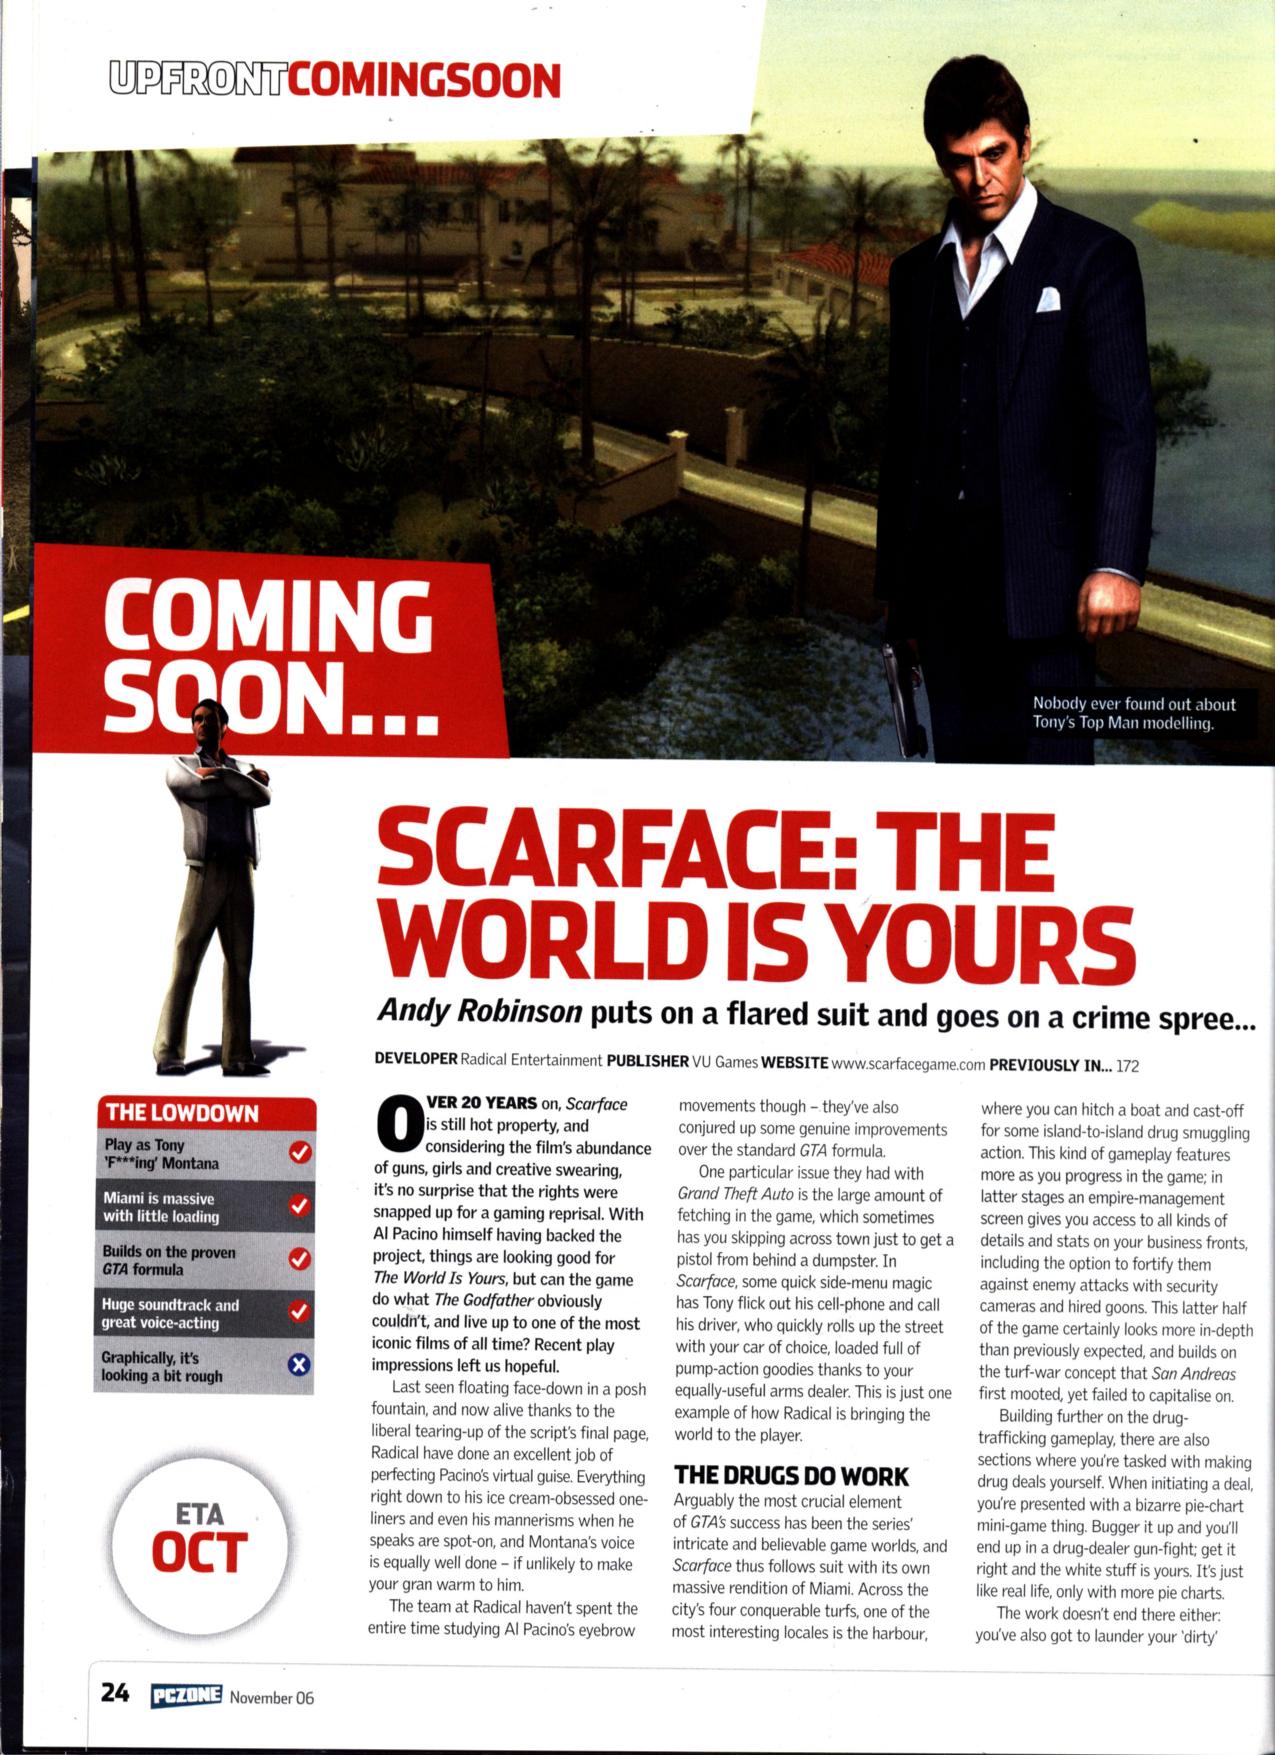 UPFRONTCOMINGSOON
Nobody ever found out about
Tony's Top Man modelling.
COMING
SOON...
SCARFACE: THE
WORLD IS YOURS
Andy Robinson puts on a flared suit and goes on a crime spree...
DEVELOPER Radical Entertainment PUBLISHER VU Games WEBSITE www.scarfacegame.com PREVIOUSLY IN... 172
THE LOWDOWN
Play as Tony
'F***ing' Montana
Miami is massive
with little loading
Builds on the proven
GTA formula
Huge soundtrack and
great voice-acting
Graphically, it's
looking a bit rough
ETA
OCT
OVER 20 YEARS on, Scarface
is still hot property, and
considering the film's abundance
of guns, girls and creative swearing,
it's no surprise that the rights were
snapped up for a gaming reprisal. With
Al Pacino himself having backed the
project, things are looking good for
The World Is Yours, but can the game
do what The Godfather obviously
couldn't, and live up to one of the most
iconic films of all time? Recent play
impressions left us hopeful.
Last seen floating face-down in a posh
fountain, and now alive thanks to the
liberal tearing-up of the script's final page,
Radical have done an excellent job of
perfecting Pacino's virtual guise. Everything
right down to his ice cream-obsessed one-
liners and even his mannerisms when he
speaks are spot-on, and Montana's voice
is equally well done – if unlikely to make
your gran warm to him.
The team at Radical haven't spent the
entire time studying Al Pacino's eyebrow
movements though – they've also
conjured up some genuine improvements
over the standard GTA formula.
One particular issue they had with
Grand Theft Auto is the large amount of
fetching in the game, which sometimes
has you skipping across town just to get a
pistol from behind a dumpster. In
Scarface, some quick side-menu magic
has Tony flick out his cell-phone and call
his driver, who quickly rolls up the street
with your car of choice, loaded full of
pump-action goodies thanks to your
equally-useful arms dealer. This is just one
example of how Radical is bringing the
world to the player.
THE DRUGS DO WORK
Arguably the most crucial element
of GTA's success has been the series'
intricate and believable game worlds, and
Scarface thus follows suit with its own
massive rendition of Miami. Across the
city's four conquerable turfs, one of the
most interesting locales is the harbour,
where you can hitch a boat and cast-off
for some island-to-island drug smuggling
action. This kind of gameplay features
more as you progress in the game; in
latter stages an empire-management
screen gives you access to all kinds of
details and stats on your business fronts,
including the option to fortify them
against enemy attacks with security
cameras and hired goons. This latter half
of the game certainly looks more in-depth
than previously expected, and builds on
the turf-war concept that San Andreas
first mooted, yet failed to capitalise on.
Building further on the drug-
trafficking gameplay, there are also
sections where you're tasked with making
drug deals yourself. When initiating a deal,
you're presented with a bizarre pie-chart
mini-game thing. Bugger it up and you'll
end up in a drug-dealer gun-fight; get it
right and the white stuff is yours. It's just
like real life, only with more pie charts.
The work doesn't end there either:
you've also got to launder your 'dirty'
24 PCZONE November 06